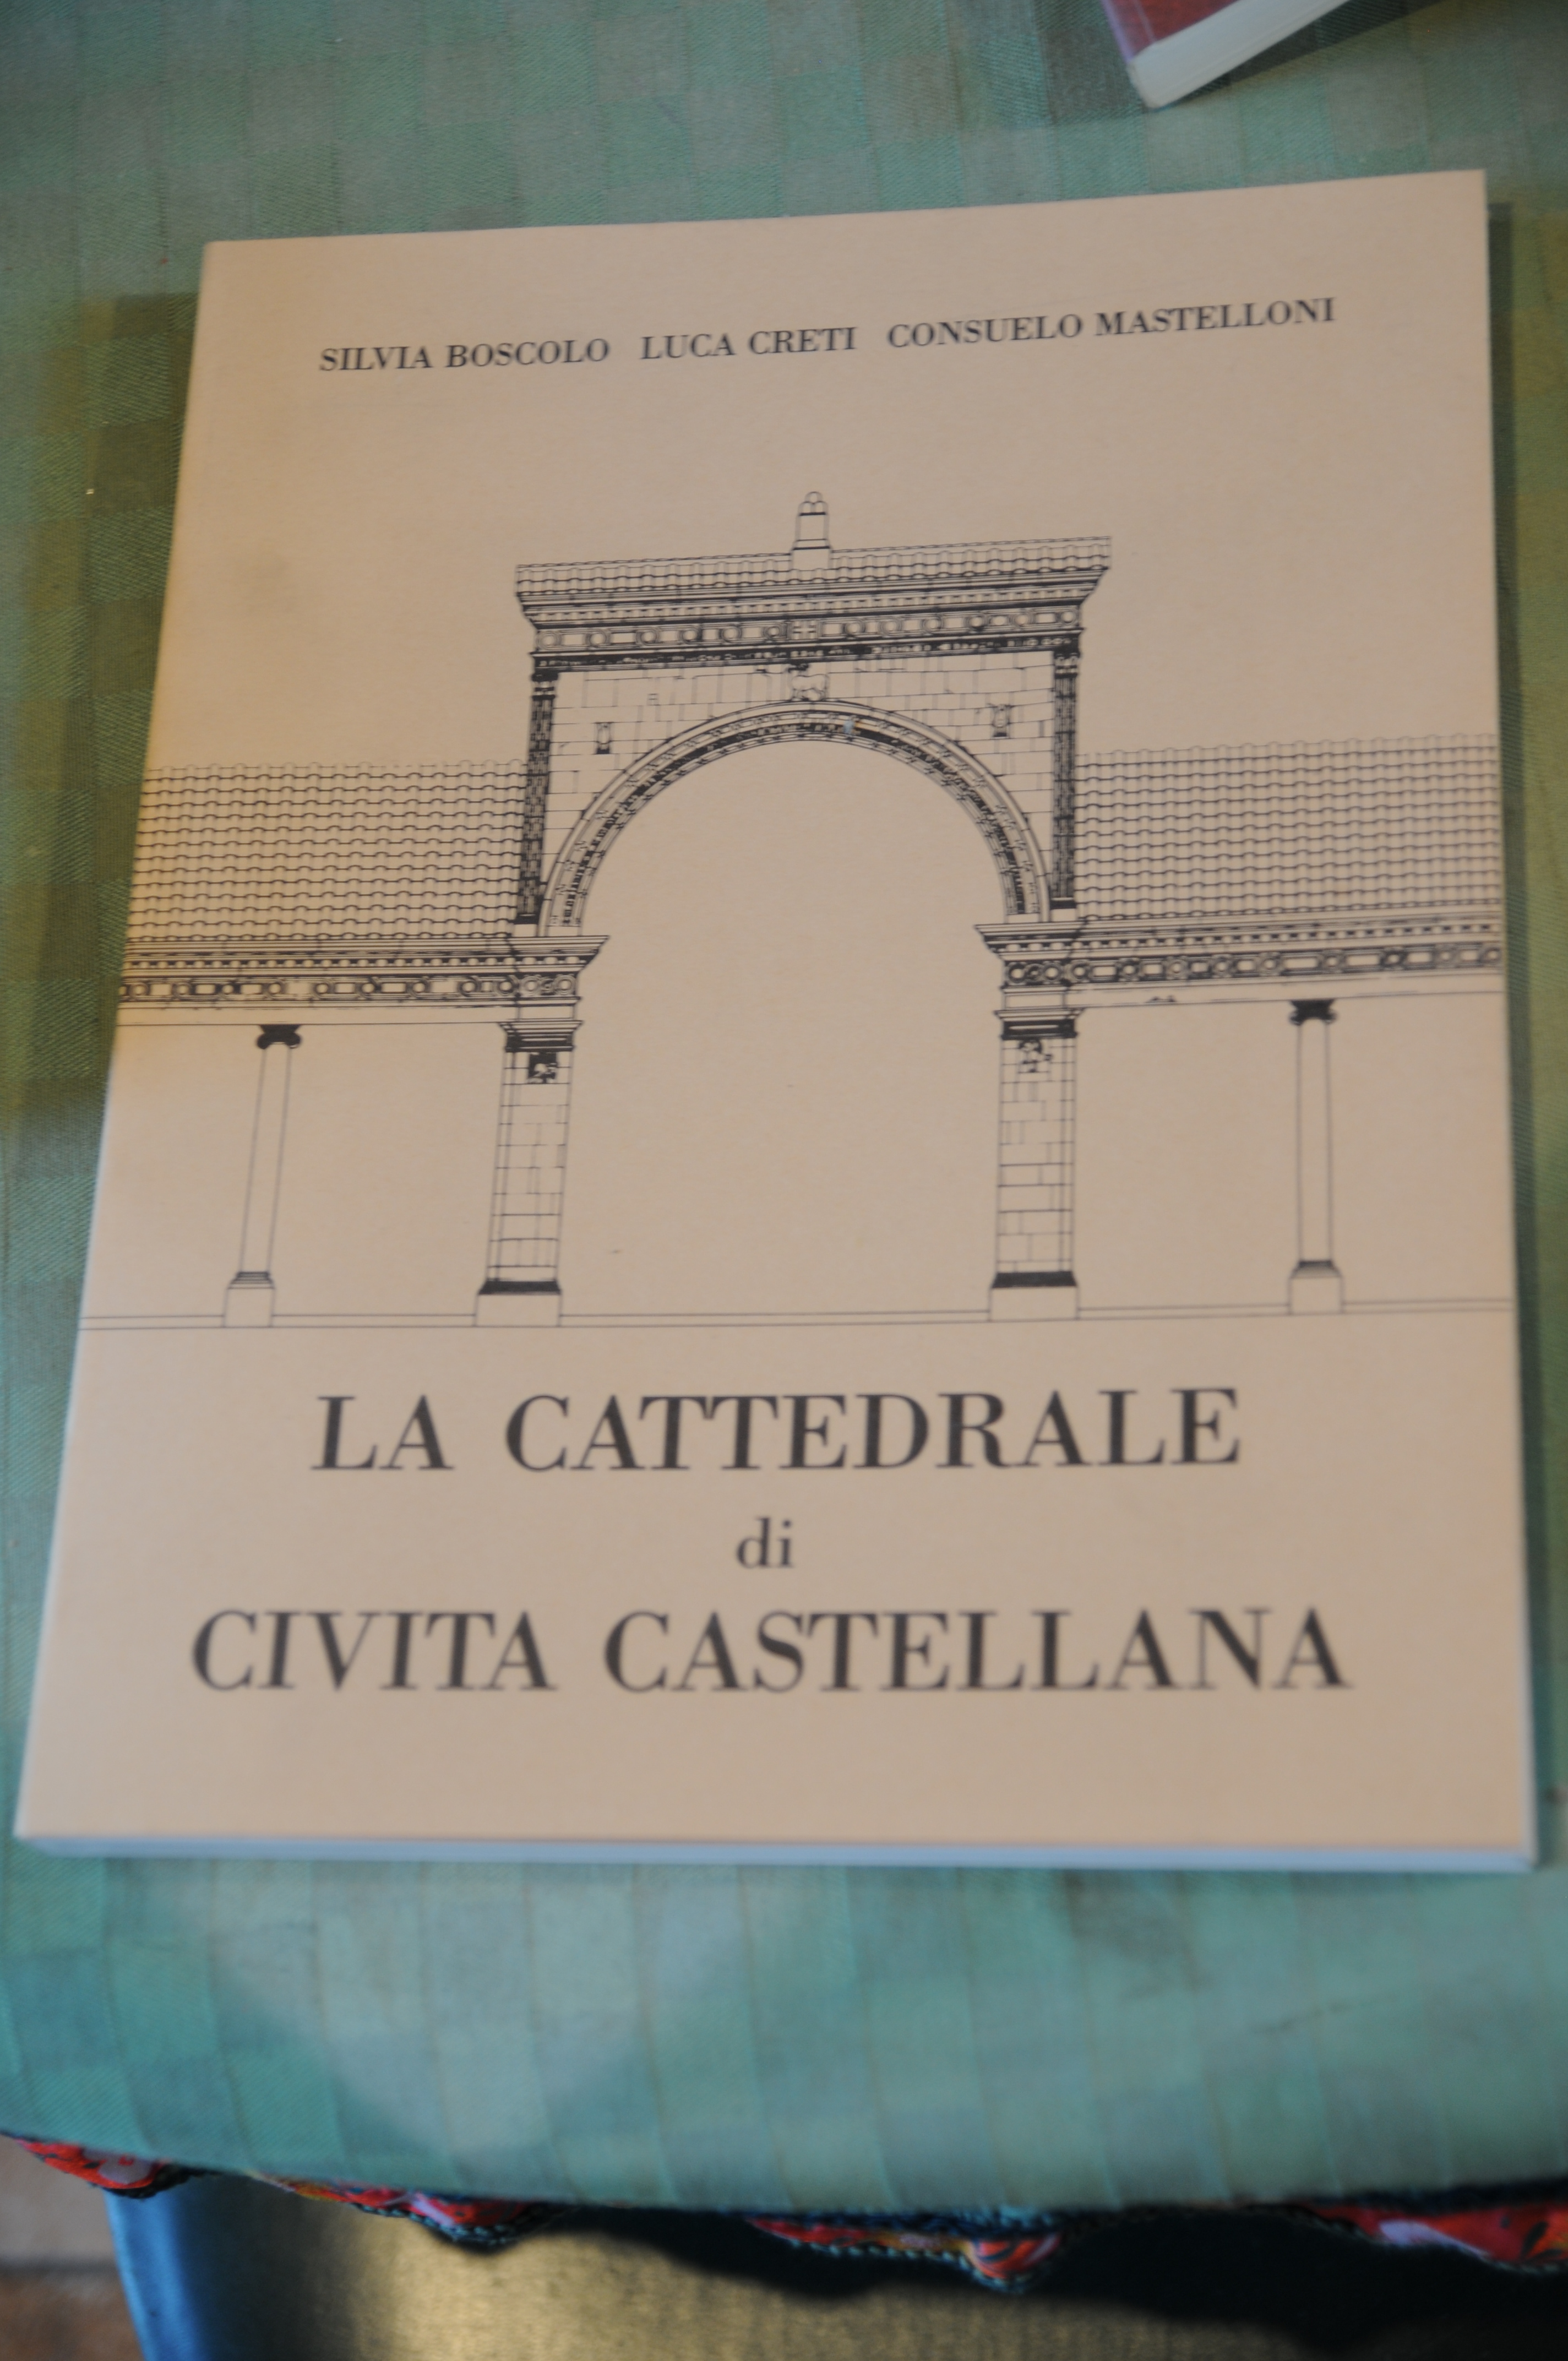 SILVIA BOSCOLO LUCA CRETI CONSUELO MASTELLONI
LA CATTEDRALE
di
CIVITA CASTELLANA